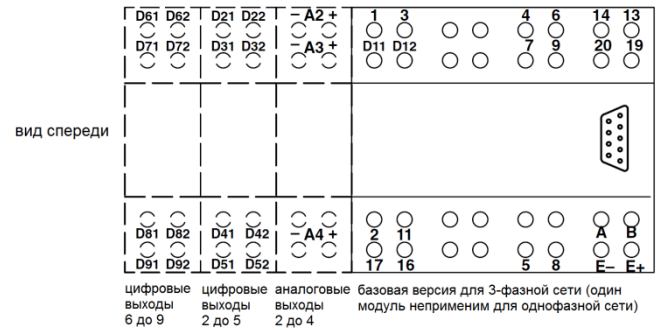 D61 D62 D21 D22 – A2 + 1 3 4 6 14 13
D71 D72 D31 D32 – A3 + D11 D12 7 9 20 19
вид спереди
D81 D82 D41 D42 – A4 + 2 11 A B
D91 D92 D51 D52 17 16 5 8 E– E+
цифровые цифровые аналоговые базовая версия для 3-фазной сети (один
выходы выходы выходы модуль неприменим для однофазной сети)
6 до 9 2 до 5 2 до 4